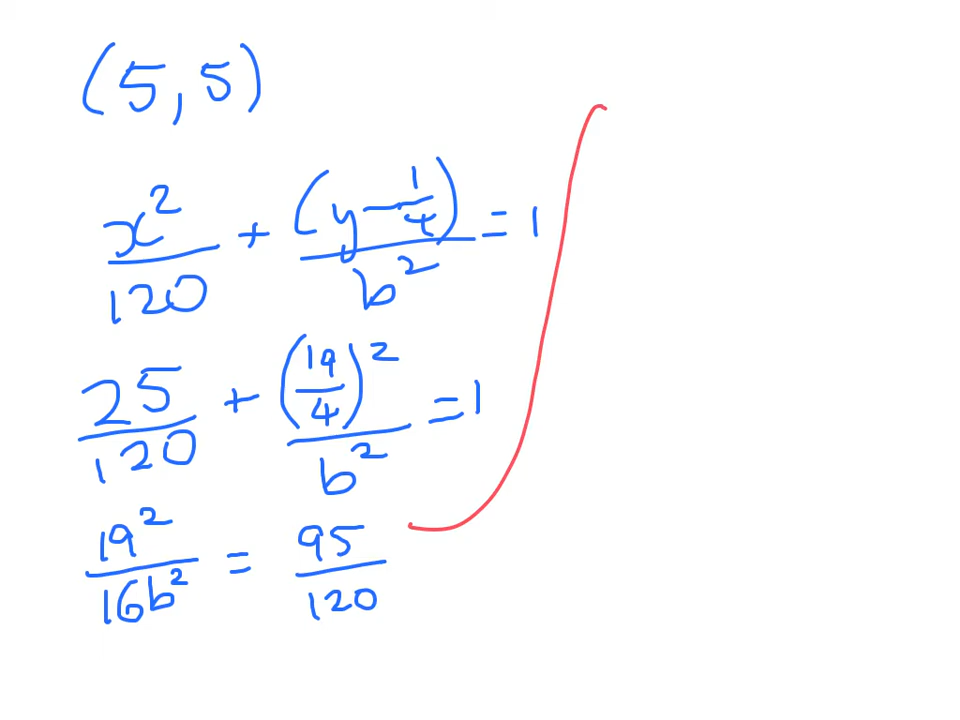 (5,5)
x²/120 + (y-1/4)/b² = 1
25/120 + (19/4)²/b² = 1
19²/16b² = 95/120